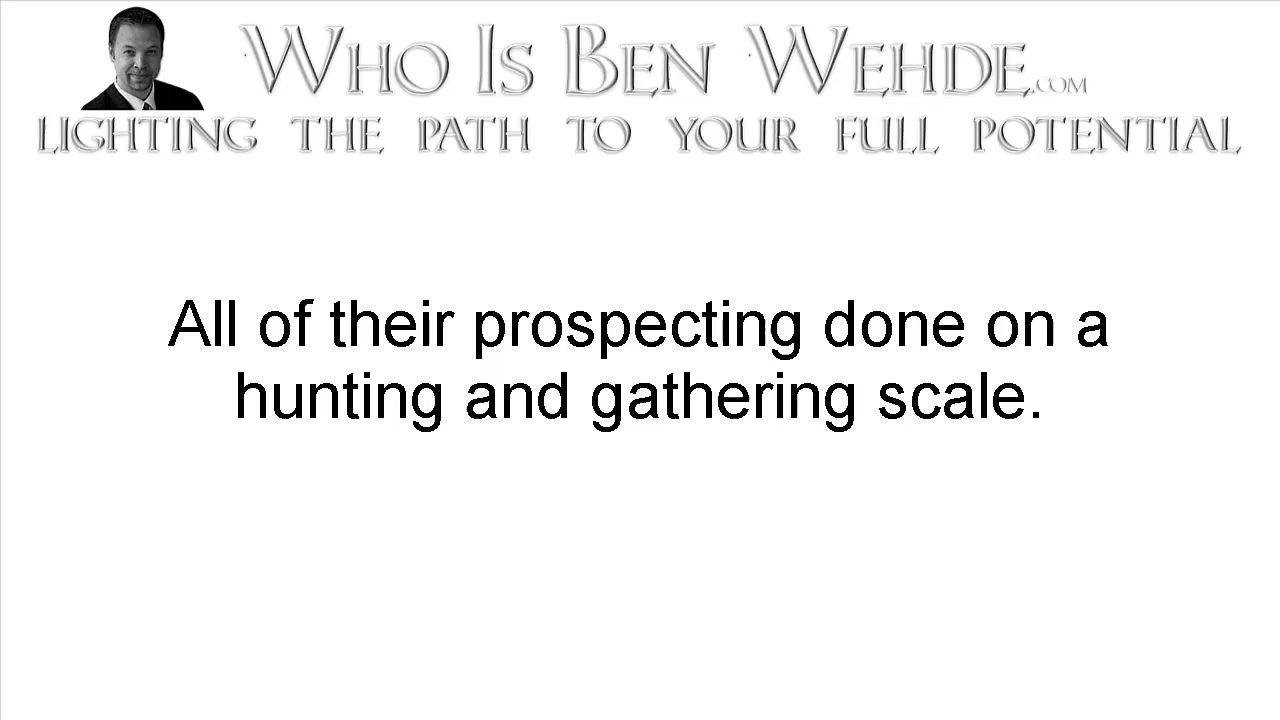 WHO IS BEN WEHDE.COM
LIGHTING THE PATH TO YOUR FULL POTENTIAL
All of their prospecting done on a
hunting and gathering scale.